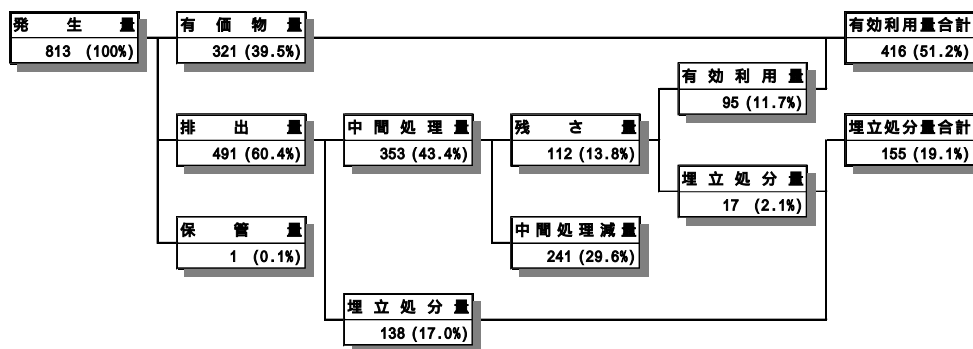 発生量
813 (100%)
有価物量
321 (39.5%)
有効利用量合計
416 (51.2%)
有効利用量
95 (11.7%)
排出量
491 (60.4%)
中間処理量
353 (43.4%)
残さ量
112 (13.8%)
埋立処分量合計
155 (19.1%)
埋立処分量
17 (2.1%)
保管量
1 (0.1%)
中間処理減量
241 (29.6%)
埋立処分量
138 (17.0%)